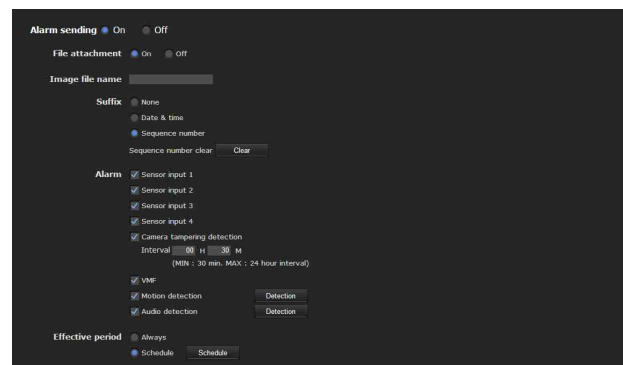 Alarm sending On Off
File attachment On Off
Image file name
Suffix None
Date & time
Sequence number
Sequence number clear Clear
Alarm Sensor input 1
Sensor input 2
Sensor input 3
Sensor input 4
Camera tampering detection
Interval 00 H 30 M
(MIN : 30 min. MAX : 24 hour interval)
VMF
Motion detection Detection
Audio detection Detection
Effective period Always
Schedule Schedule